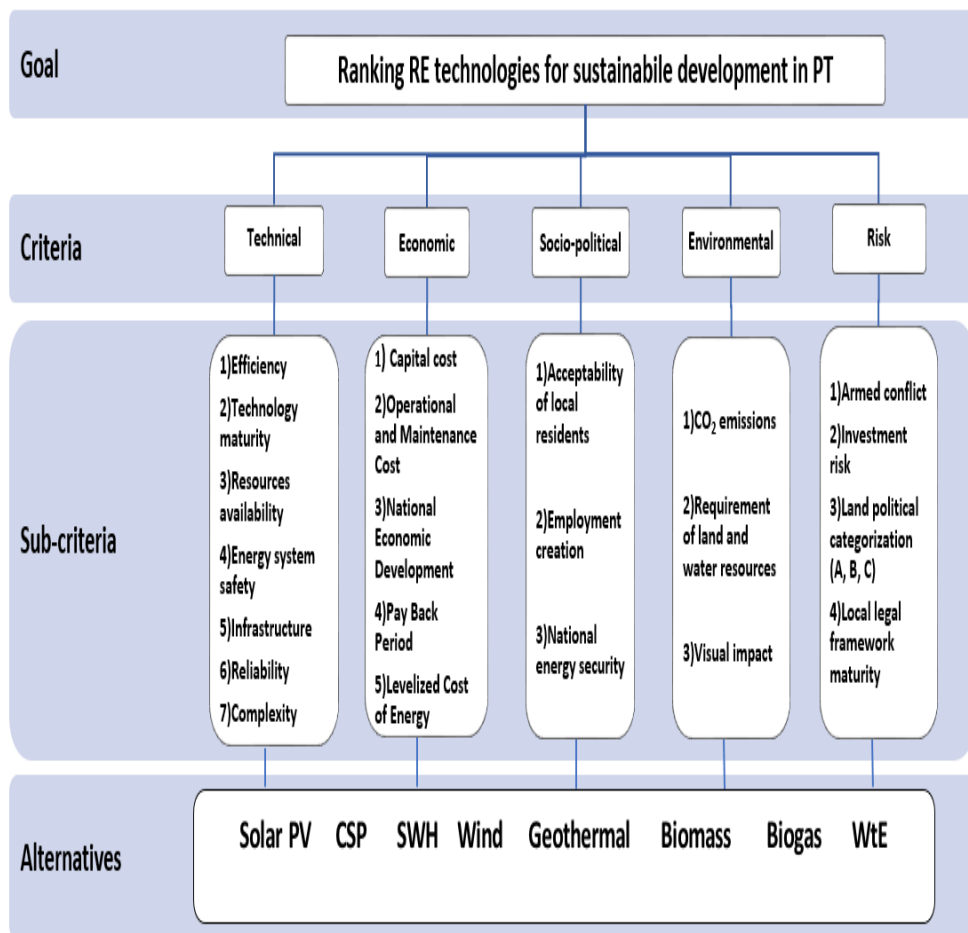 Goal
Ranking RE technologies for sustainabile development in PT
Criteria
Technical
Economic
Socio-political
Environmental
Risk
Sub-criteria
1)Efficiency
2)Technology
maturity
3)Resources
availability
4)Energy system
safety
5)Infrastructure
6)Reliability
7)Complexity
1) Capital cost
2)Operational
and Maintenance
Cost
3)National
Economic
Development
4)Pay Back
Period
5)Levelized Cost
of Energy
1)Acceptability
of local
residents
2)Employment
creation
3)National
energy security
1)CO₂ emissions
2)Requirement
of land and
water resources
3)Visual impact
1)Armed conflict
2)Investment
risk
3)Land political
categorization
(A, B, C)
4)Local legal
framework
maturity
Alternatives
Solar PV CSP SWH Wind Geothermal Biomass Biogas WtE